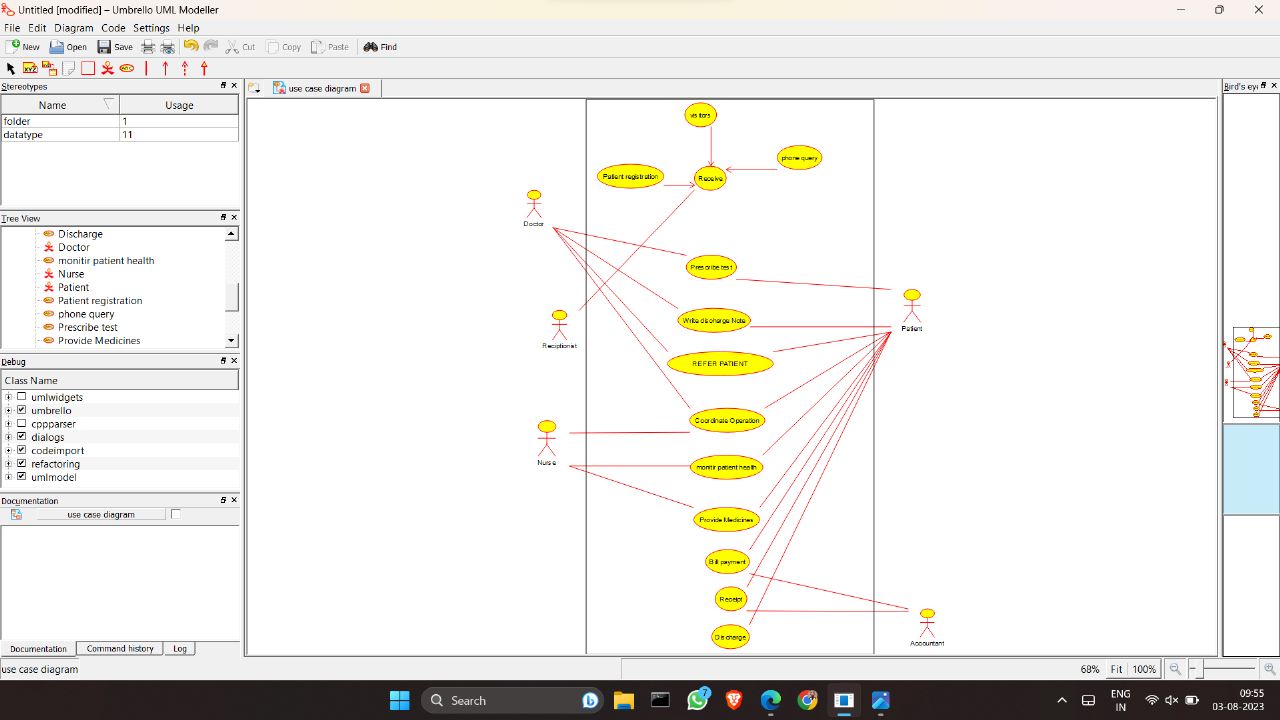 Untitled [modified] – Umbrello UML Modeller
File Edit Diagram Code Settings Help
New Open Save Cut Copy Paste Find
Stereotypes
Name Usage
folder 1
datatype 11
Tree View
Discharge
Doctor
monitir patient health
Nurse
Patient
Patient registration
phone query
Prescribe test
Provide Medicines
Debug
Class Name
umlwidgets
umbrello
cppparser
dialogs
codeimport
refactoring
umlmodel
Documentation
use case diagram
Documentation Command history Log
use case diagram
use case diagram
visitors
phone query
Patient registration
Receive
Doctor
Prescribe test
Patient
Write discharge Note
Reciptionist
REFER PATIENT
Coordinate Operation
Nurse
monitir patient health
Provide Medicines
Bill payment
Receipt
Discharge
Accountant
Bird's eye
68% Fit 100%
Search
7
ENG
IN
09:55
03-08-2023